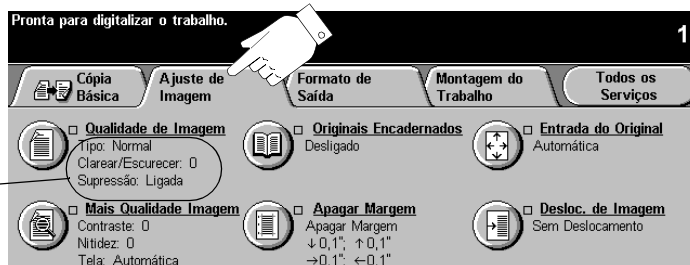 Pronta para digitalizar o trabalho.
1
Cópia Básica
Ajuste de Imagem
Formato de Saída
Montagem do Trabalho
Todos os Serviços
Qualidade de Imagem
Tipo: Normal
Clarear/Escurecer: 0
Supressão: Ligada
Originais Encadernados
Desligado
Entrada do Original
Automática
Mais Qualidade Imagem
Contraste: 0
Nitidez: 0
Tela: Automática
Apagar Margem
Apagar Margem
↓0,1"; ↑0,1"
→0,1"; ←0,1"
Desloc. de Imagem
Sem Deslocamento